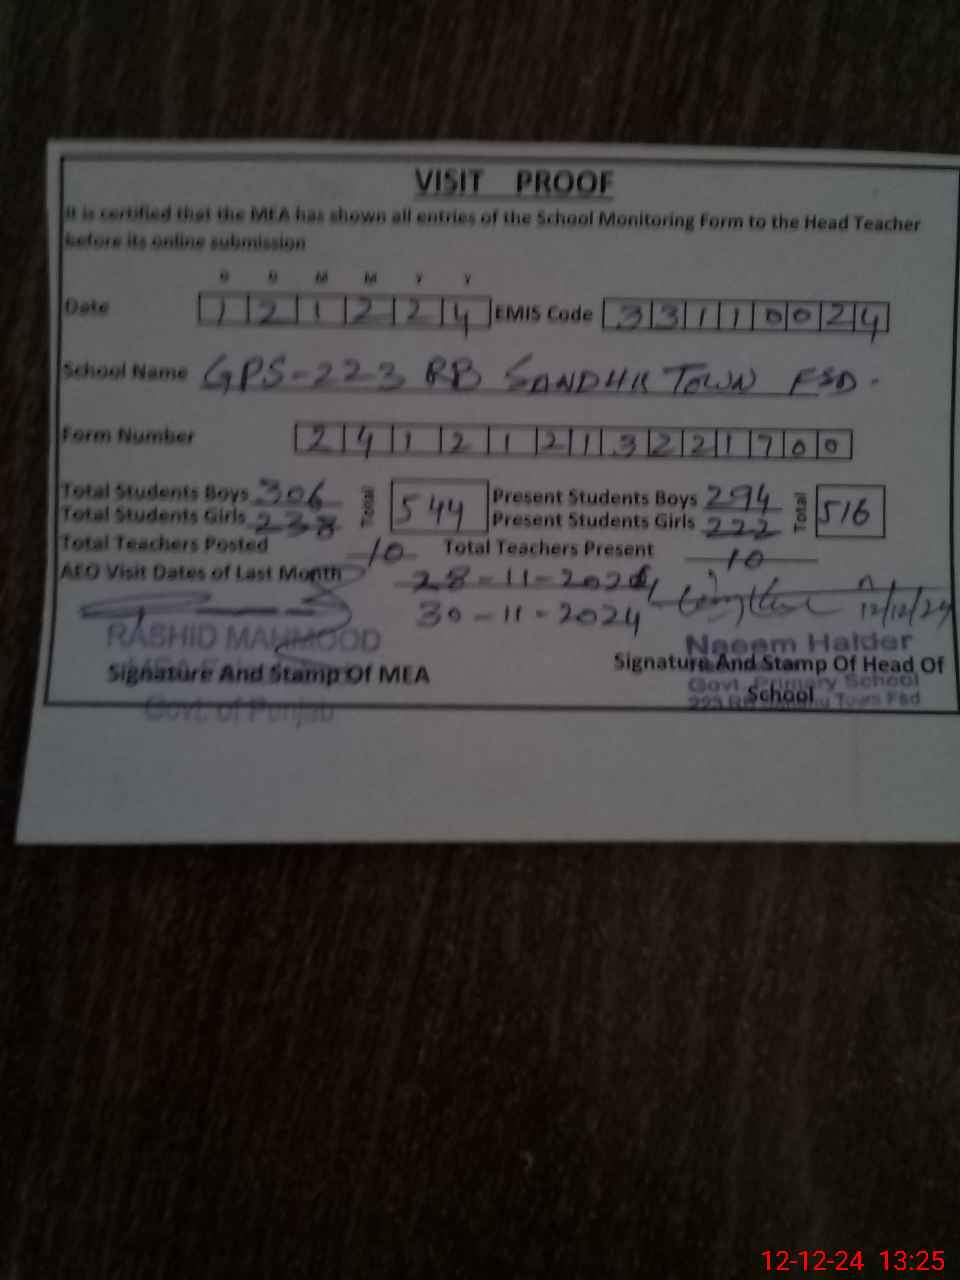 VISIT PROOF
It is certified that the MEA has shown all entries of the School Monitoring Form to the Head Teacher
before its online submission
D D M M Y Y
Date 1 2 1 2 2 4 EMIS Code 3 3 1 1 0 0 2 4
School Name GPS-223 RB SANDHU TOWN FSD.
Form Number 2 4 1 2 1 2 1 3 2 2 1 7 0 0
Total Students Boys 306 Total 544 Present Students Boys 294 Total 516
Total Students Girls 238 Present Students Girls 222
Total Teachers Posted 10 Total Teachers Present 10
AEO Visit Dates of Last Month 28-11-2024
30-11-2024 12/12/24
RASHID MAHMOOD Naeem Haider
Signature And Stamp Of MEA Signature And Stamp Of Head Of
School
Govt. Primary School
Govt. of Punjab 223 RB Town Fsd
12-12-24 13:25